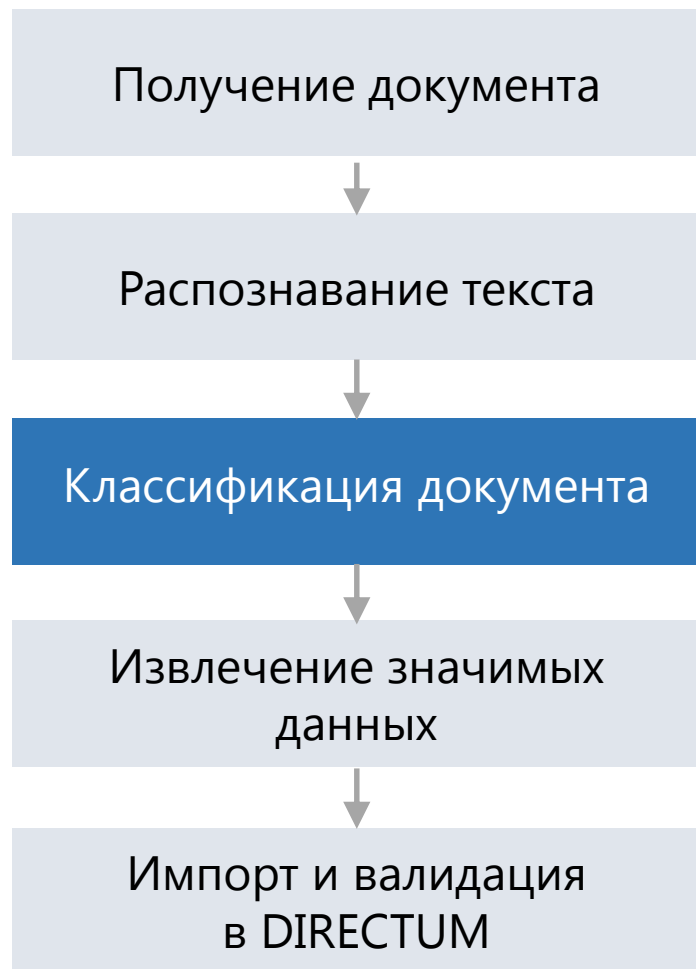 Получение документа
Распознавание текста
Классификация документа
Извлечение значимых
данных
Импорт и валидация
в DIRECTUM